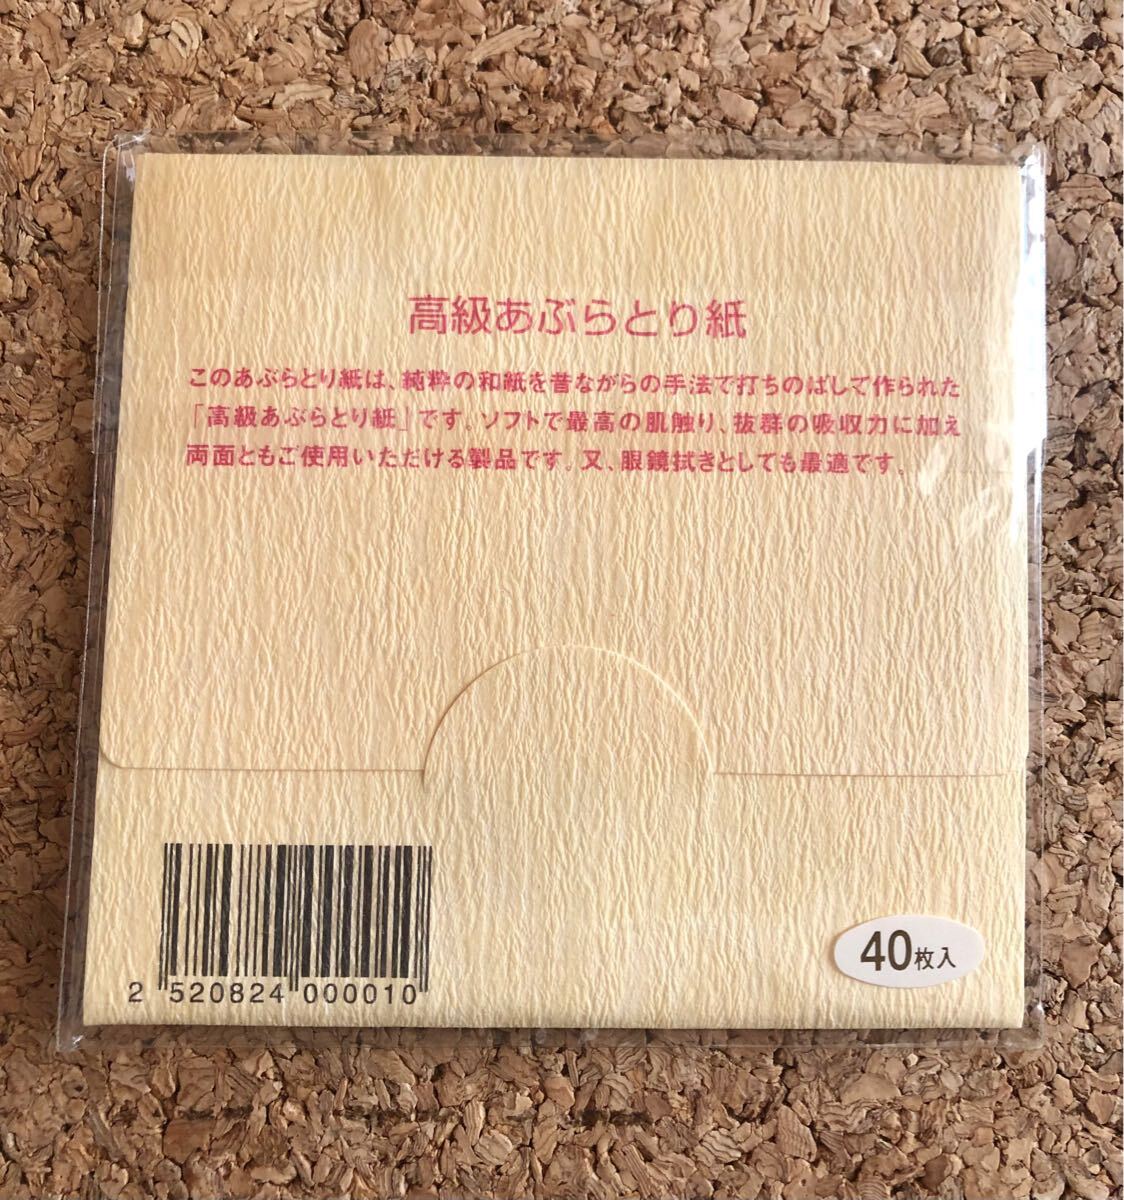 高級あぶらとり紙
このあぶらとり紙は、純粋の和紙を昔ながらの手法で打ちのばして作られた
「高級あぶらとり紙」です。ソフトで最高の肌触り、抜群の吸収力に加え
両面ともご使用いただける製品です。又、眼鏡拭きとしても最適です。
40枚入
2 520824 000010